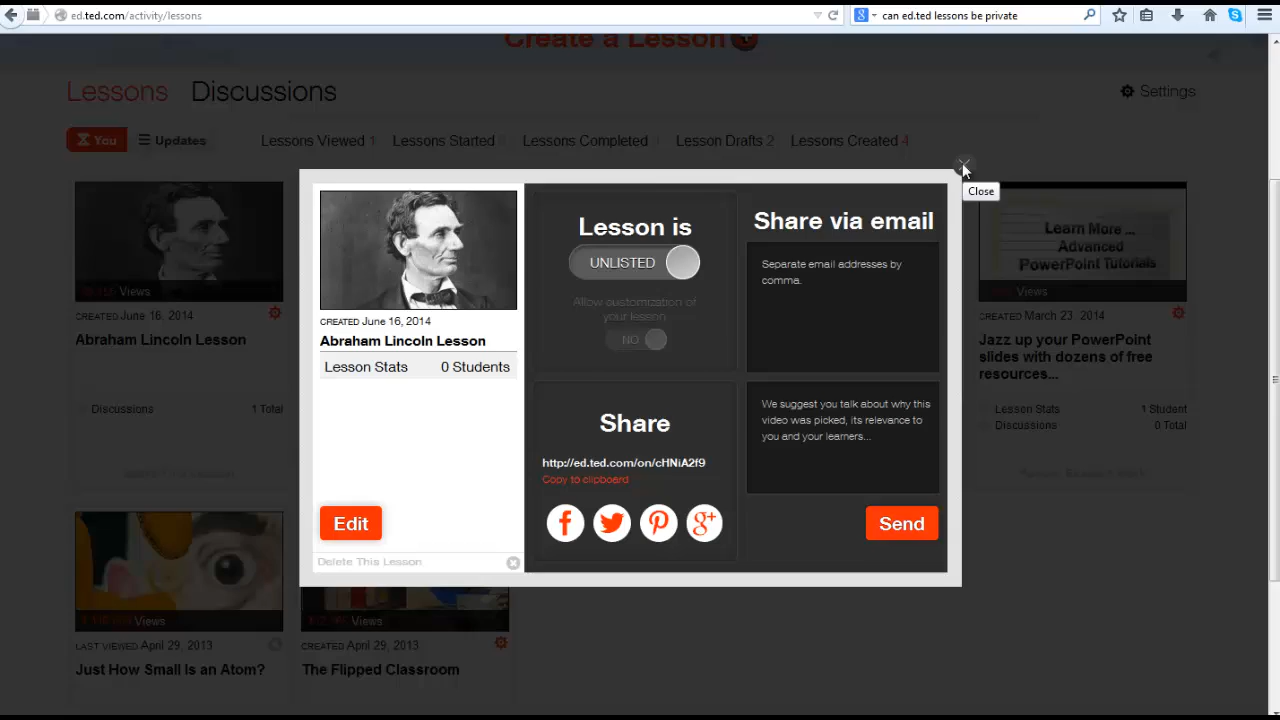 ed.ted.com/activity/lessons
can ed.ted lessons be private
Create a Lesson
Lessons Discussions
Settings
You
Updates
Lessons Viewed 1
Lessons Started
Lessons Completed
Lesson Drafts 2
Lessons Created 4
Close
Views
CREATED June 16, 2014
Abraham Lincoln Lesson
Discussions 1 Total
CREATED June 16, 2014
Abraham Lincoln Lesson
Lesson Stats 0 Students
Edit
Delete This Lesson
Lesson is
UNLISTED
Allow customization of
your lesson
NO
Share
http://ed.ted.com/on/cHNiA2f9
Copy to clipboard
Share via email
Separate email addresses by
comma.
We suggest you talk about why this
video was picked, its relevance to
you and your learners...
Send
Learn More ...
Advanced
PowerPoint Tutorials
Views
CREATED March 23, 2014
Jazz up your PowerPoint
slides with dozens of free
resources...
Lesson Stats 1 Student
Discussions 0 Total
Views
LAST VIEWED April 29, 2013
Just How Small Is an Atom?
Views
CREATED April 29, 2013
The Flipped Classroom